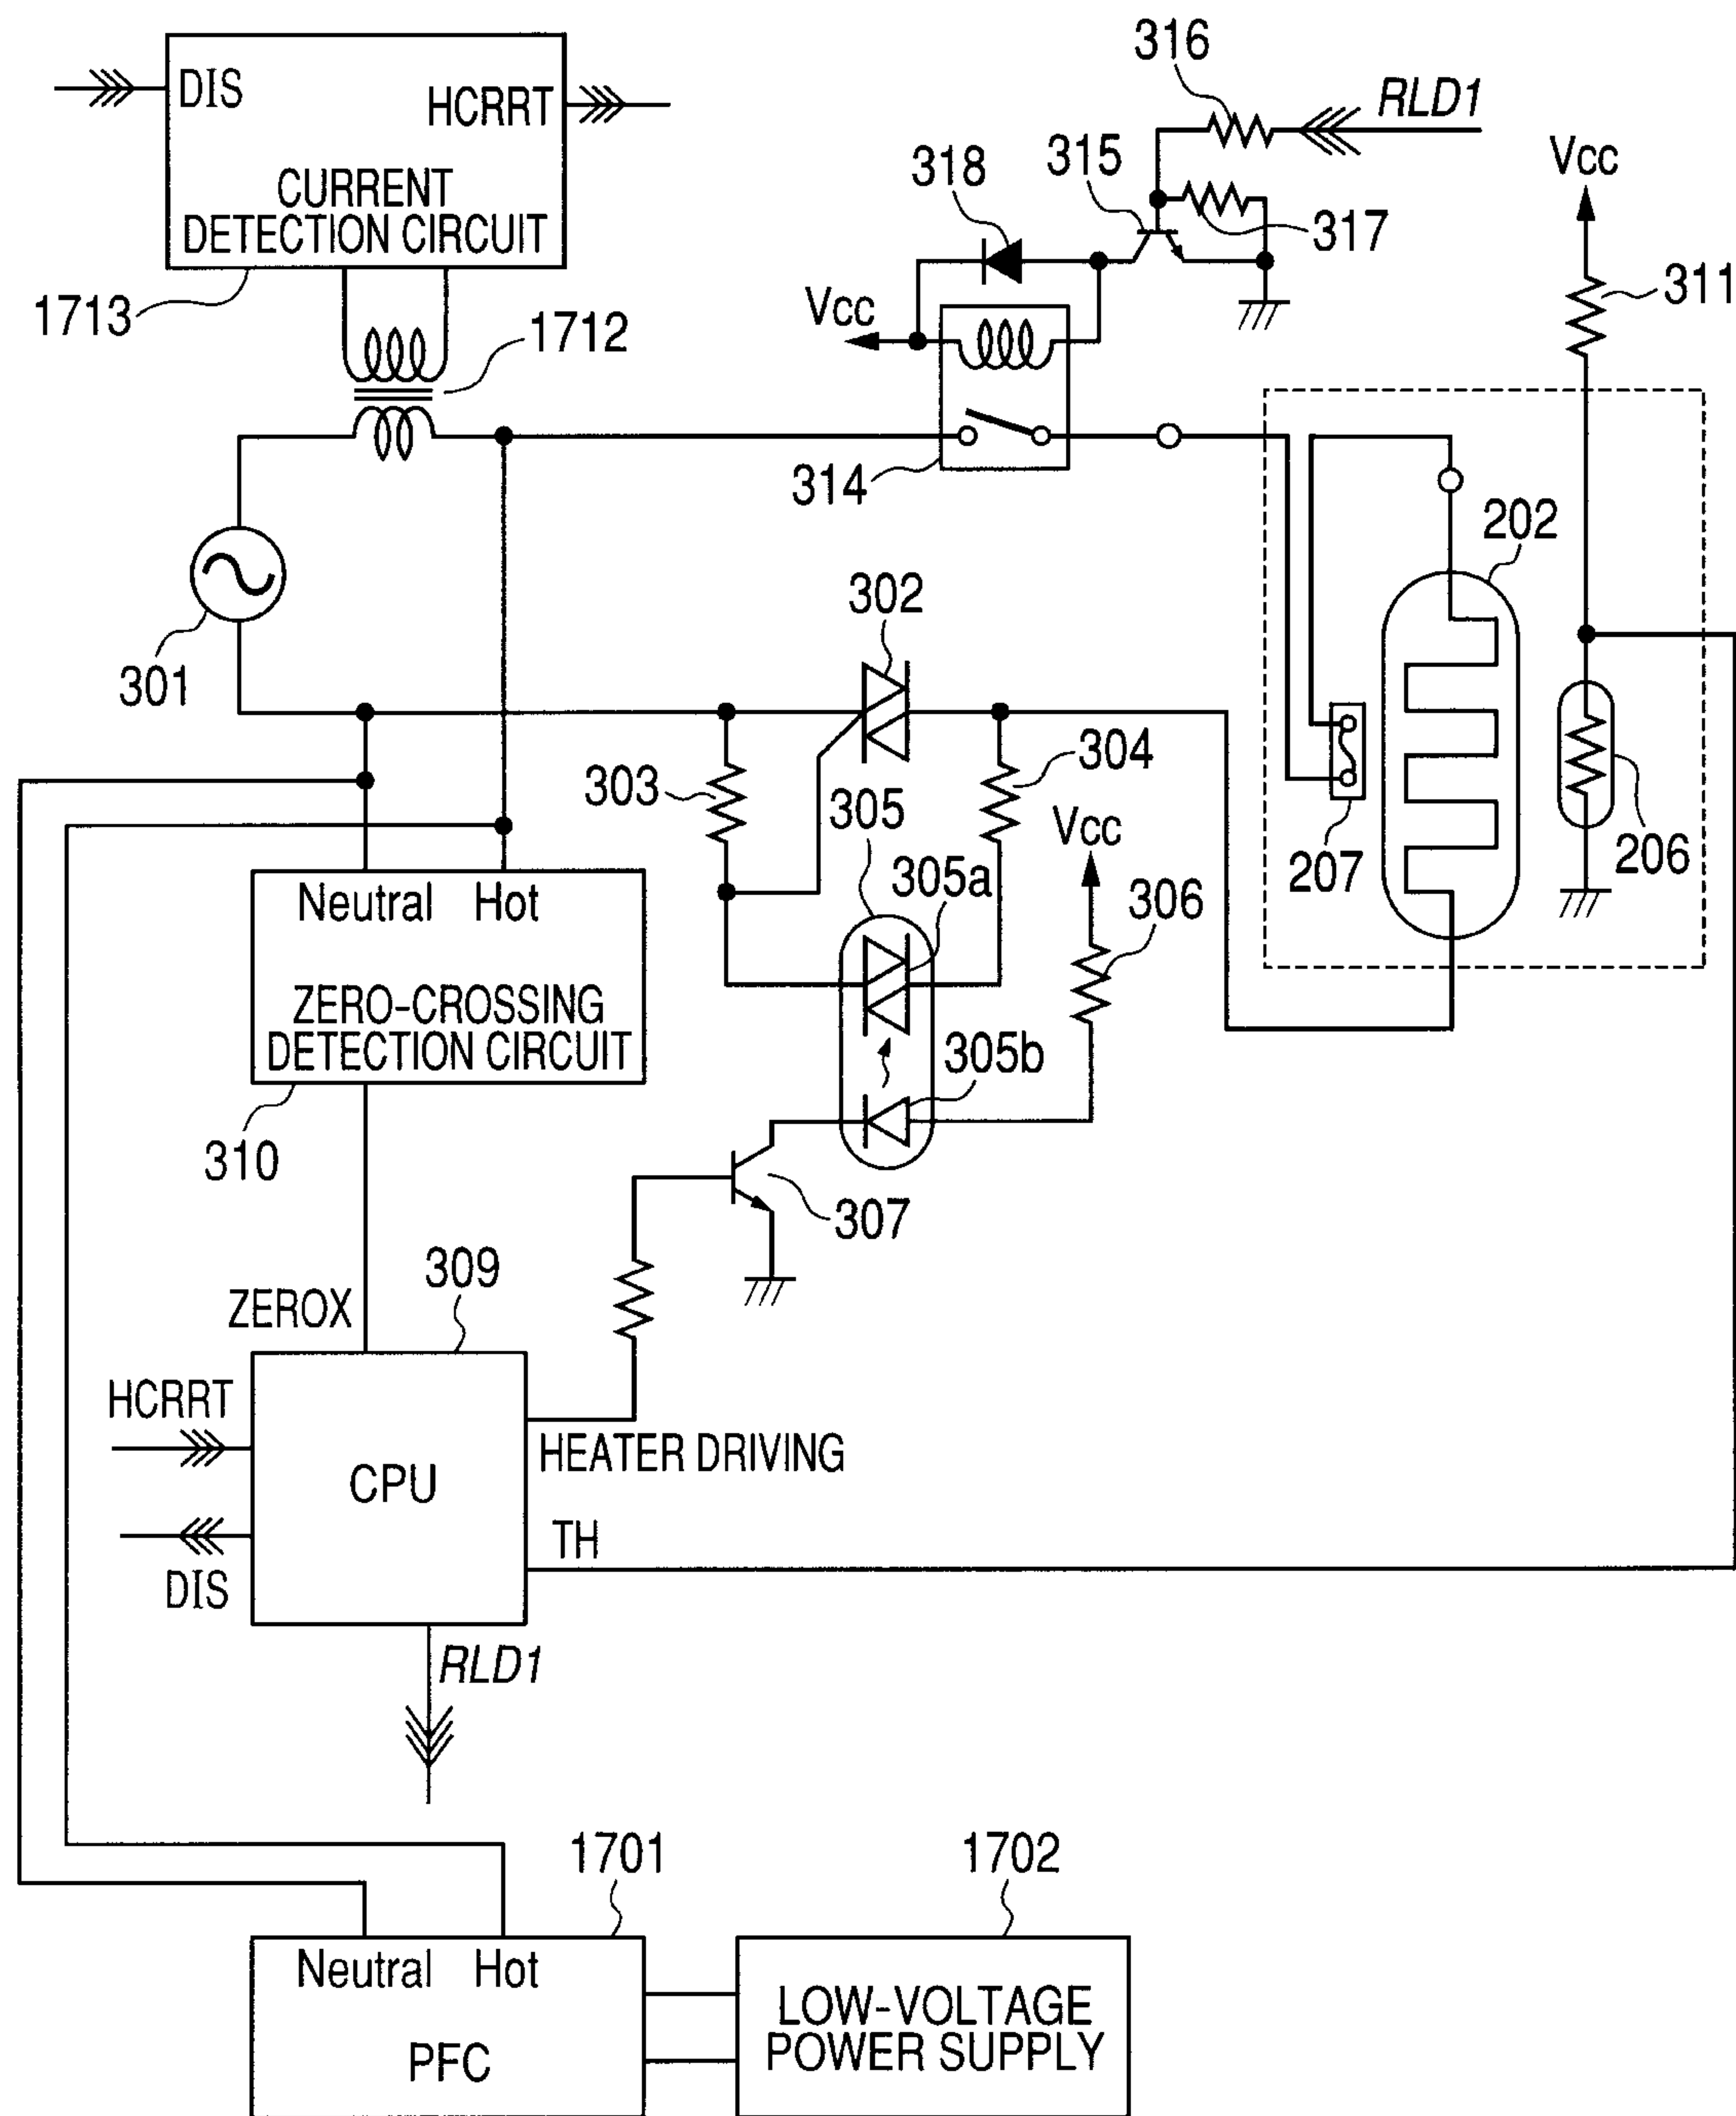 316
RLD1
DIS
HCRRT
CURRENT
DETECTION CIRCUIT
318
315
Vcc
317
311
1713
1712
Vcc
314
202
302
301
303
304
305
Vcc
207
206
305a
306
Neutral Hot
ZERO-CROSSING
DETECTION CIRCUIT
305b
310
307
309
ZEROX
HCRRT
HEATER DRIVING
CPU
TH
DIS
RLD1
1701
1702
Neutral Hot
PFC
LOW-VOLTAGE
POWER SUPPLY